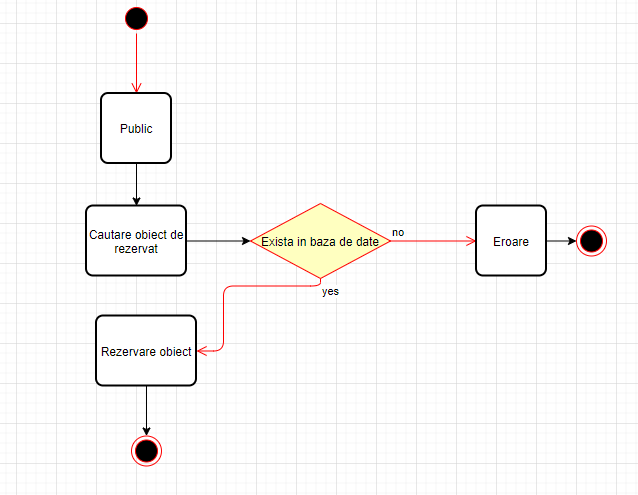 Public
Cautare obiect de
rezervat
Exista in baza de date
no
Eroare
yes
Rezervare obiect